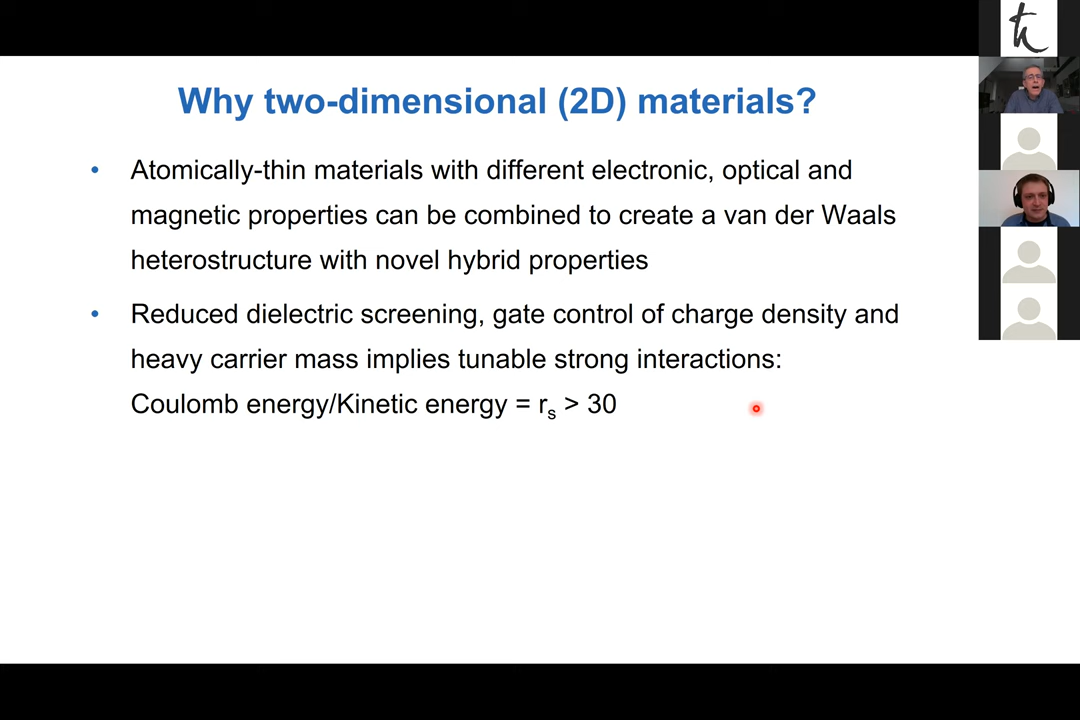 Why two-dimensional (2D) materials?
• Atomically-thin materials with different electronic, optical and
magnetic properties can be combined to create a van der Waals
heterostructure with novel hybrid properties
• Reduced dielectric screening, gate control of charge density and
heavy carrier mass implies tunable strong interactions:
Coulomb energy/Kinetic energy = rs > 30